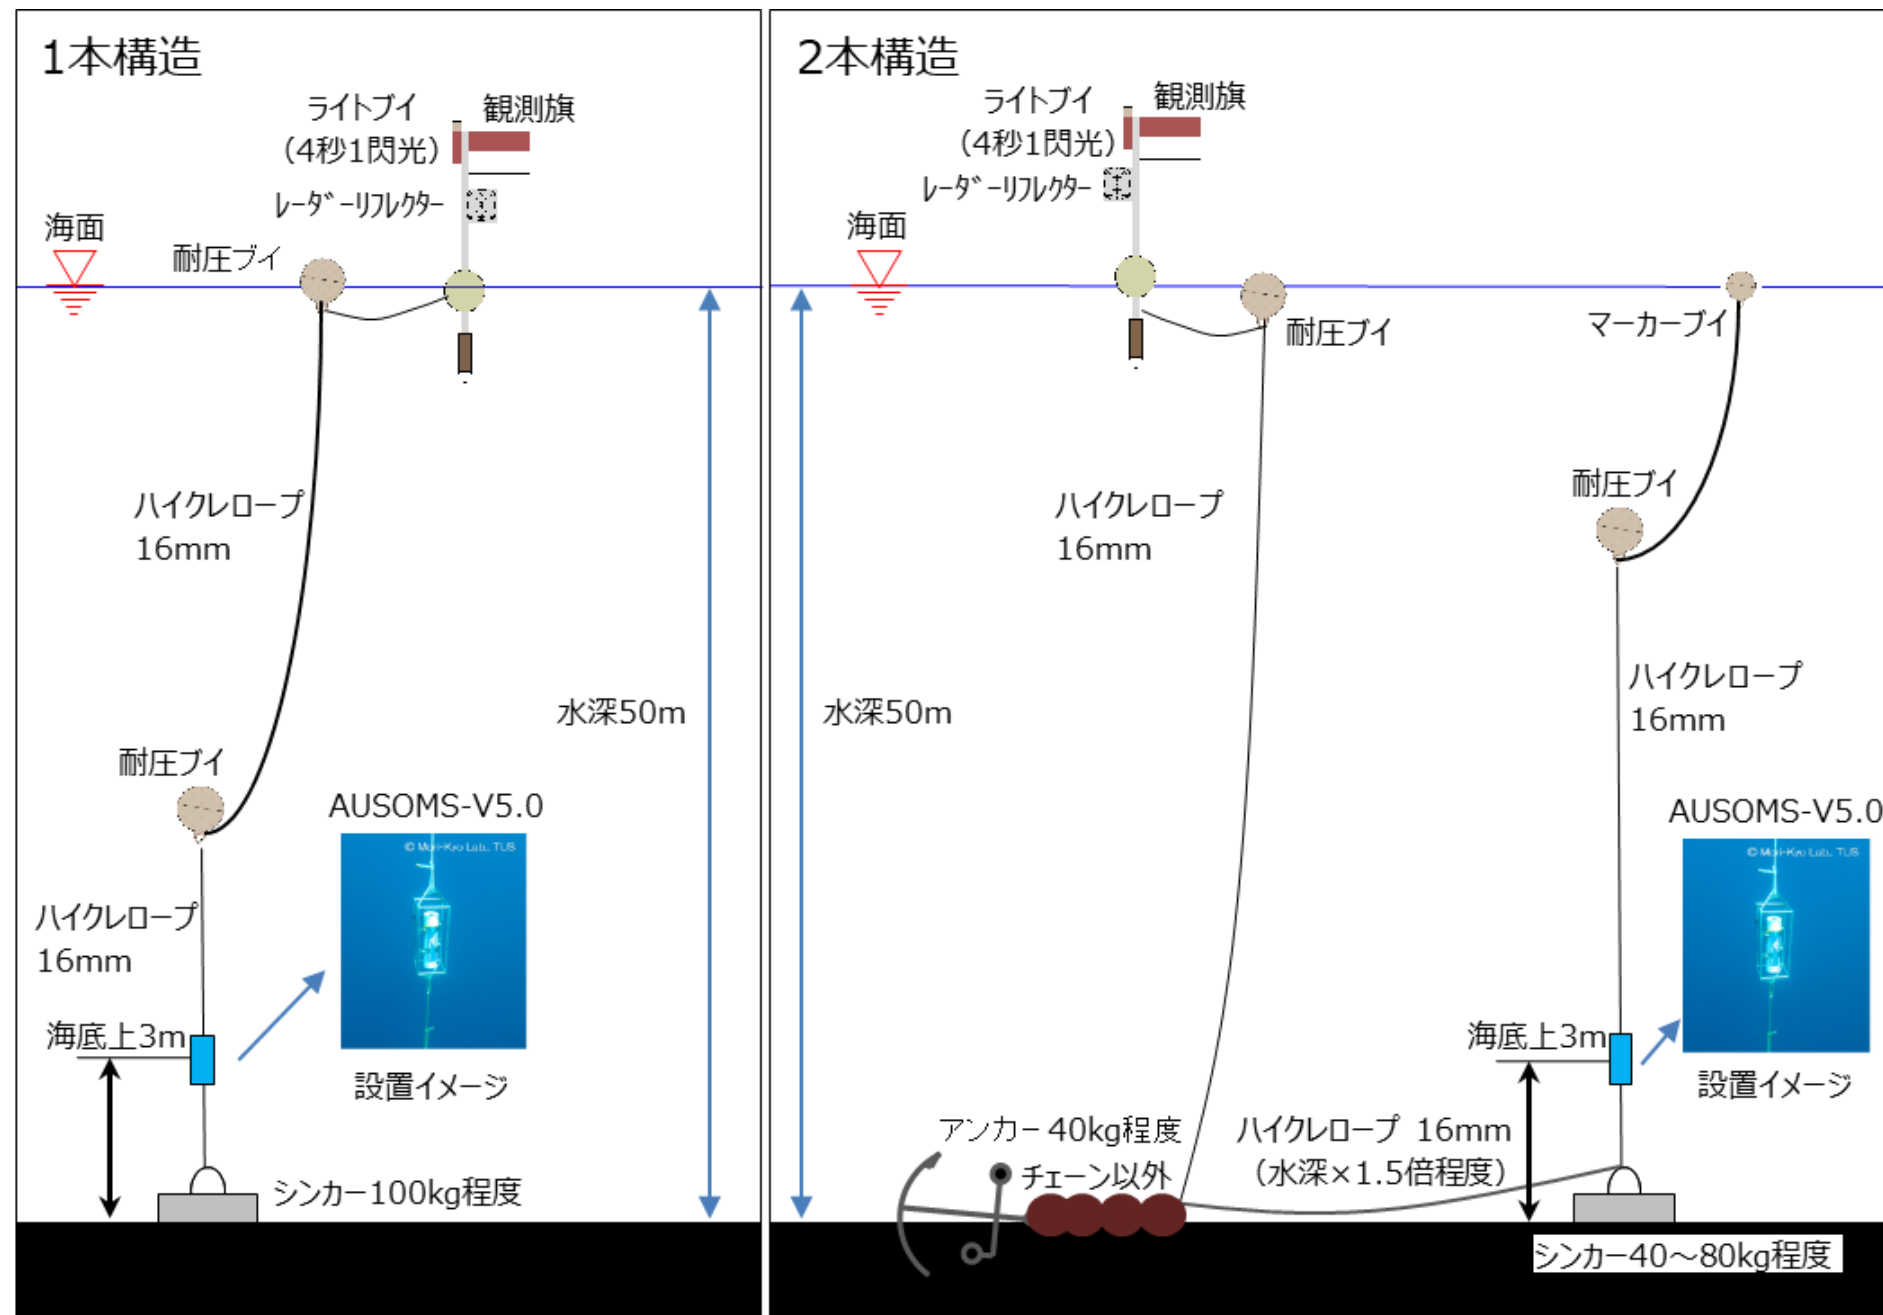 1本構造
ライトブイ
（4秒1閃光）
観測旗
レーダーリフレクター
海面
耐圧ブイ
ハイクレロープ
16mm
水深50m
耐圧ブイ
AUSOMS-V5.0
© Mori-Kyo Lab., TUS
ハイクレロープ
16mm
海底上3m
設置イメージ
シンカー100kg程度
2本構造
ライトブイ
（4秒1閃光）
観測旗
レーダーリフレクター
海面
耐圧ブイ
マーカーブイ
耐圧ブイ
ハイクレロープ
16mm
ハイクレロープ
16mm
水深50m
AUSOMS-V5.0
© Mori-Kyo Lab., TUS
海底上3m
設置イメージ
アンカー 40kg程度
チェーン以外
ハイクレロープ 16mm
（水深×1.5倍程度）
シンカー40～80kg程度